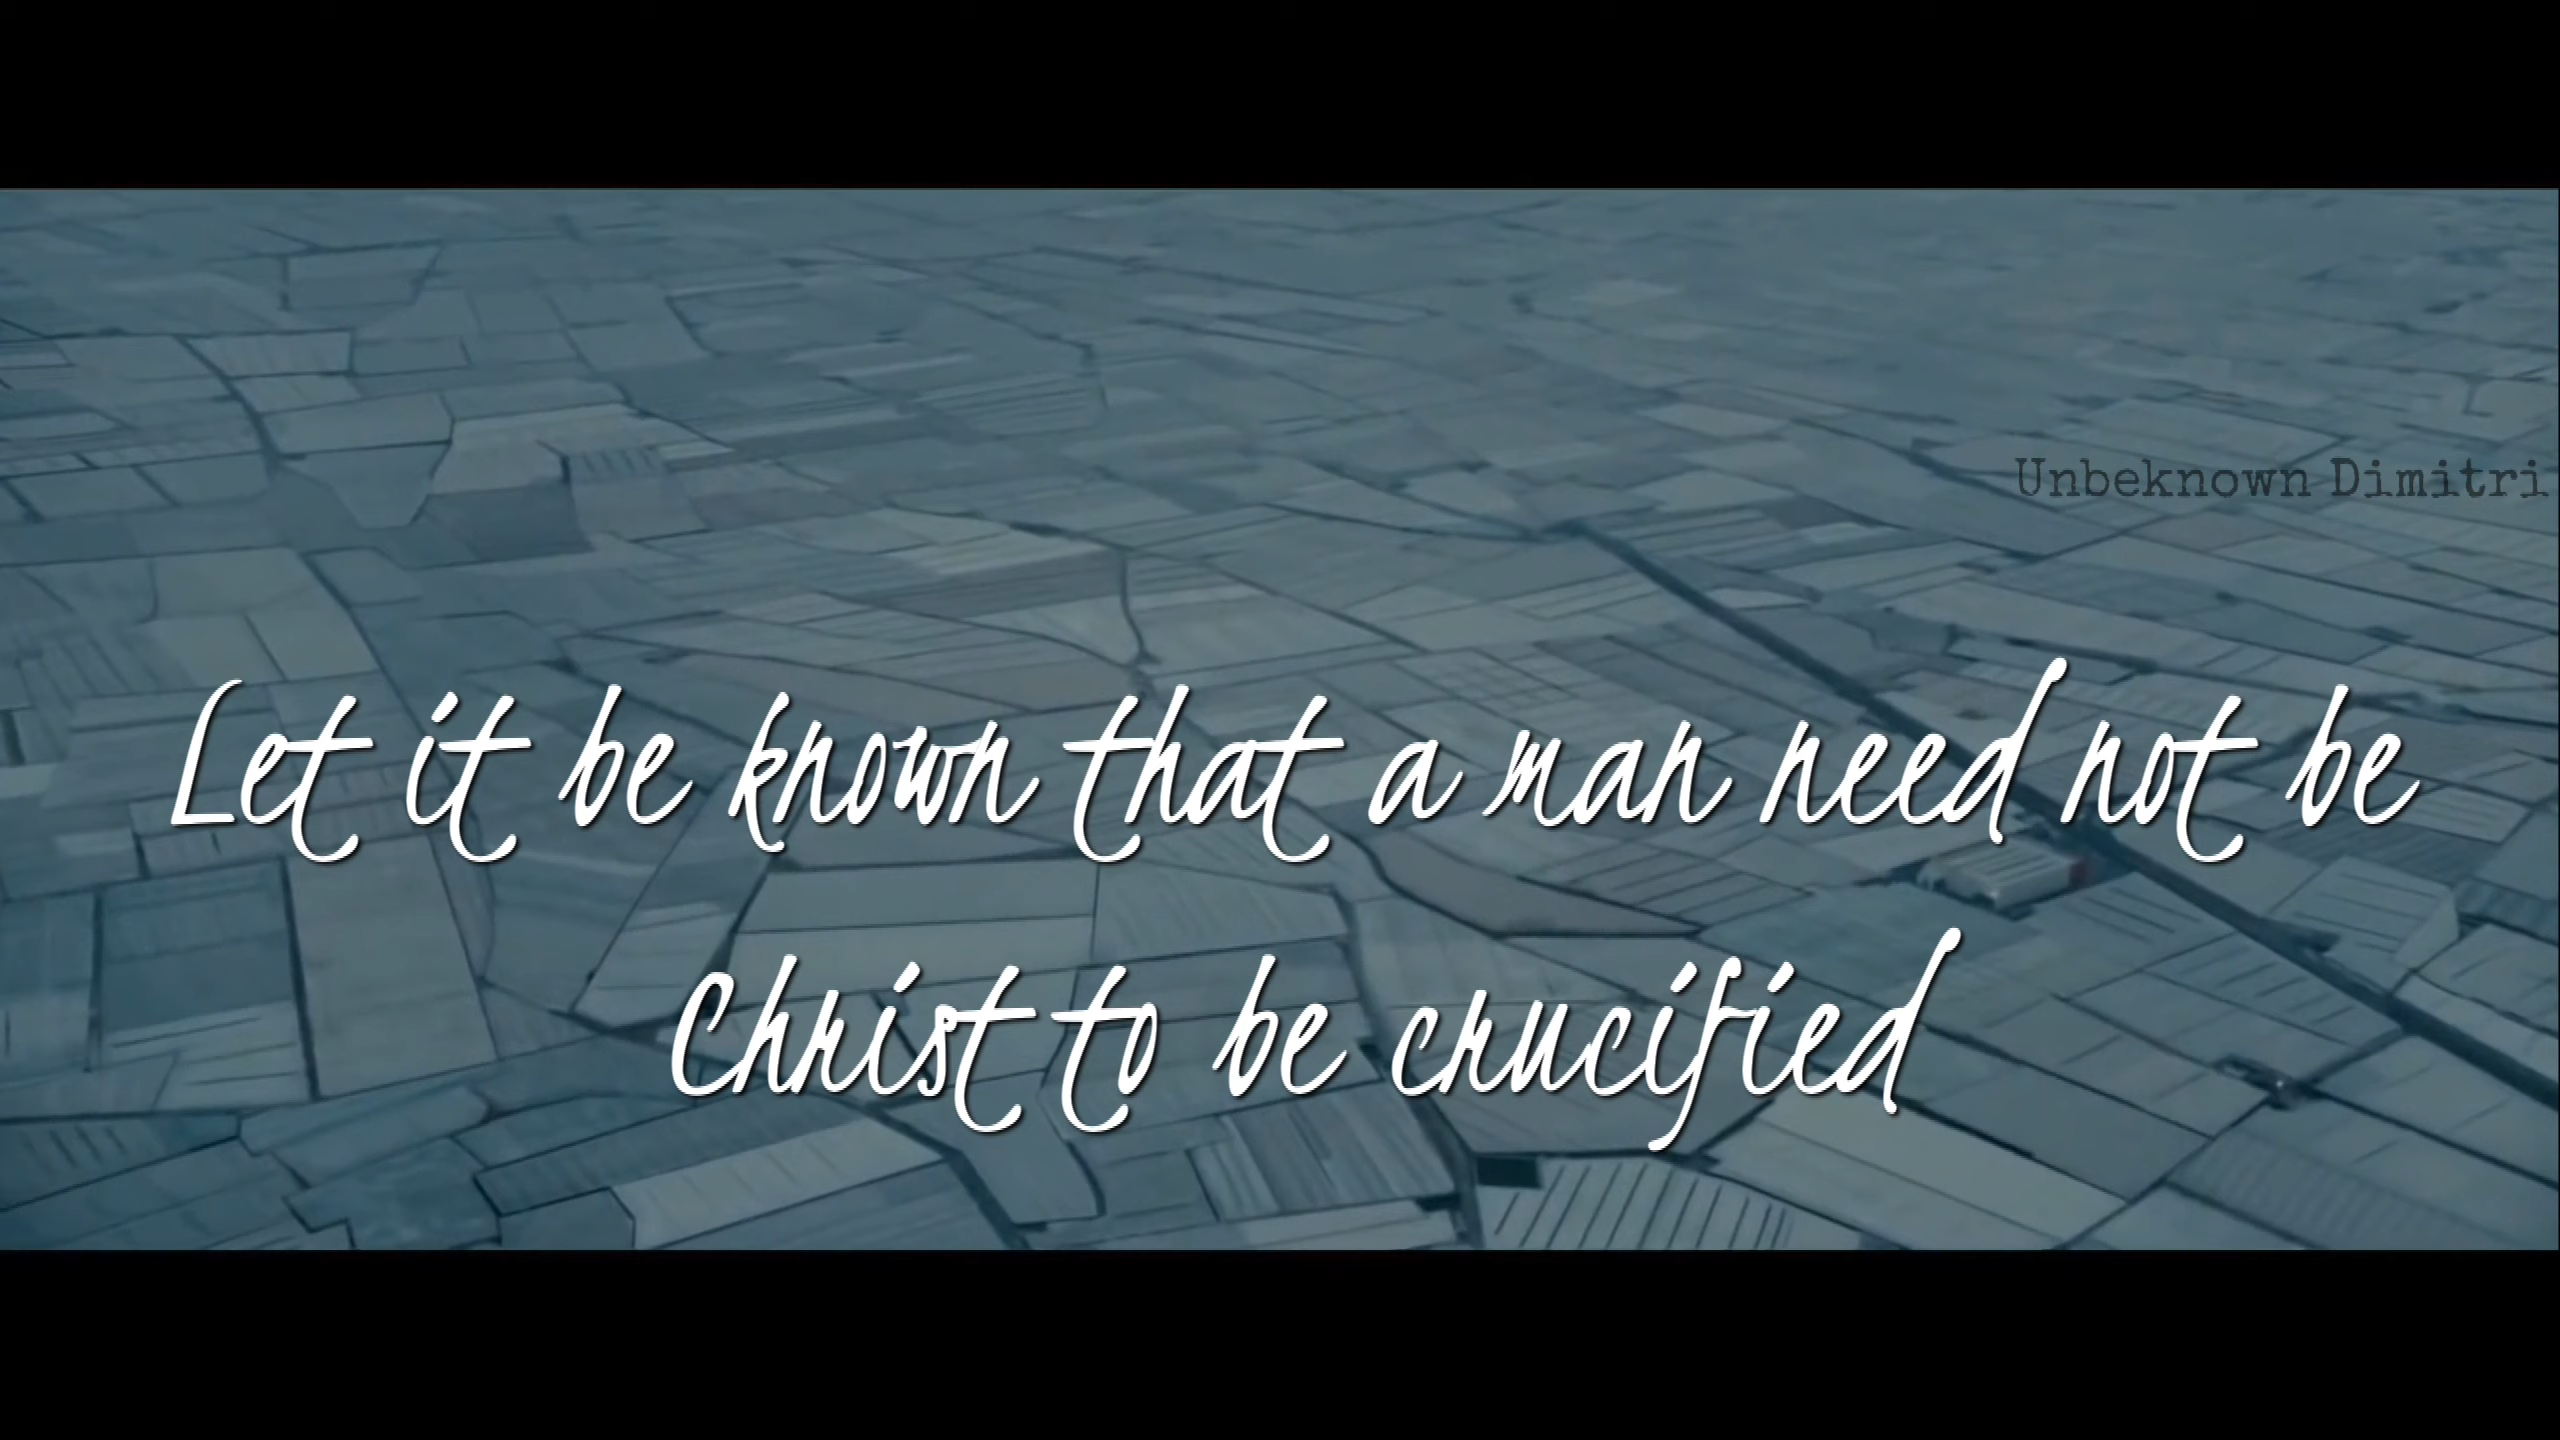 Unbeknown Dimitri
Let it be known that a man need not be
Christ to be crucified